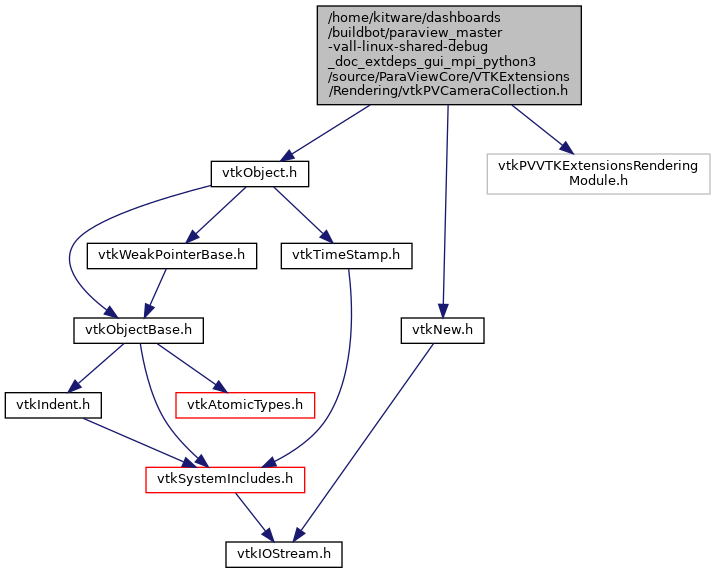 /home/kitware/dashboards
/buildbot/paraview_master
-vall-linux-shared-debug
_doc_extdeps_gui_mpi_python3
/source/ParaViewCore/VTKExtensions
/Rendering/vtkPVCameraCollection.h
vtkObject.h
vtkPVVTKExtensionsRendering
Module.h
vtkWeakPointerBase.h
vtkTimeStamp.h
vtkObjectBase.h
vtkNew.h
vtkIndent.h
vtkAtomicTypes.h
vtkSystemIncludes.h
vtkIOStream.h